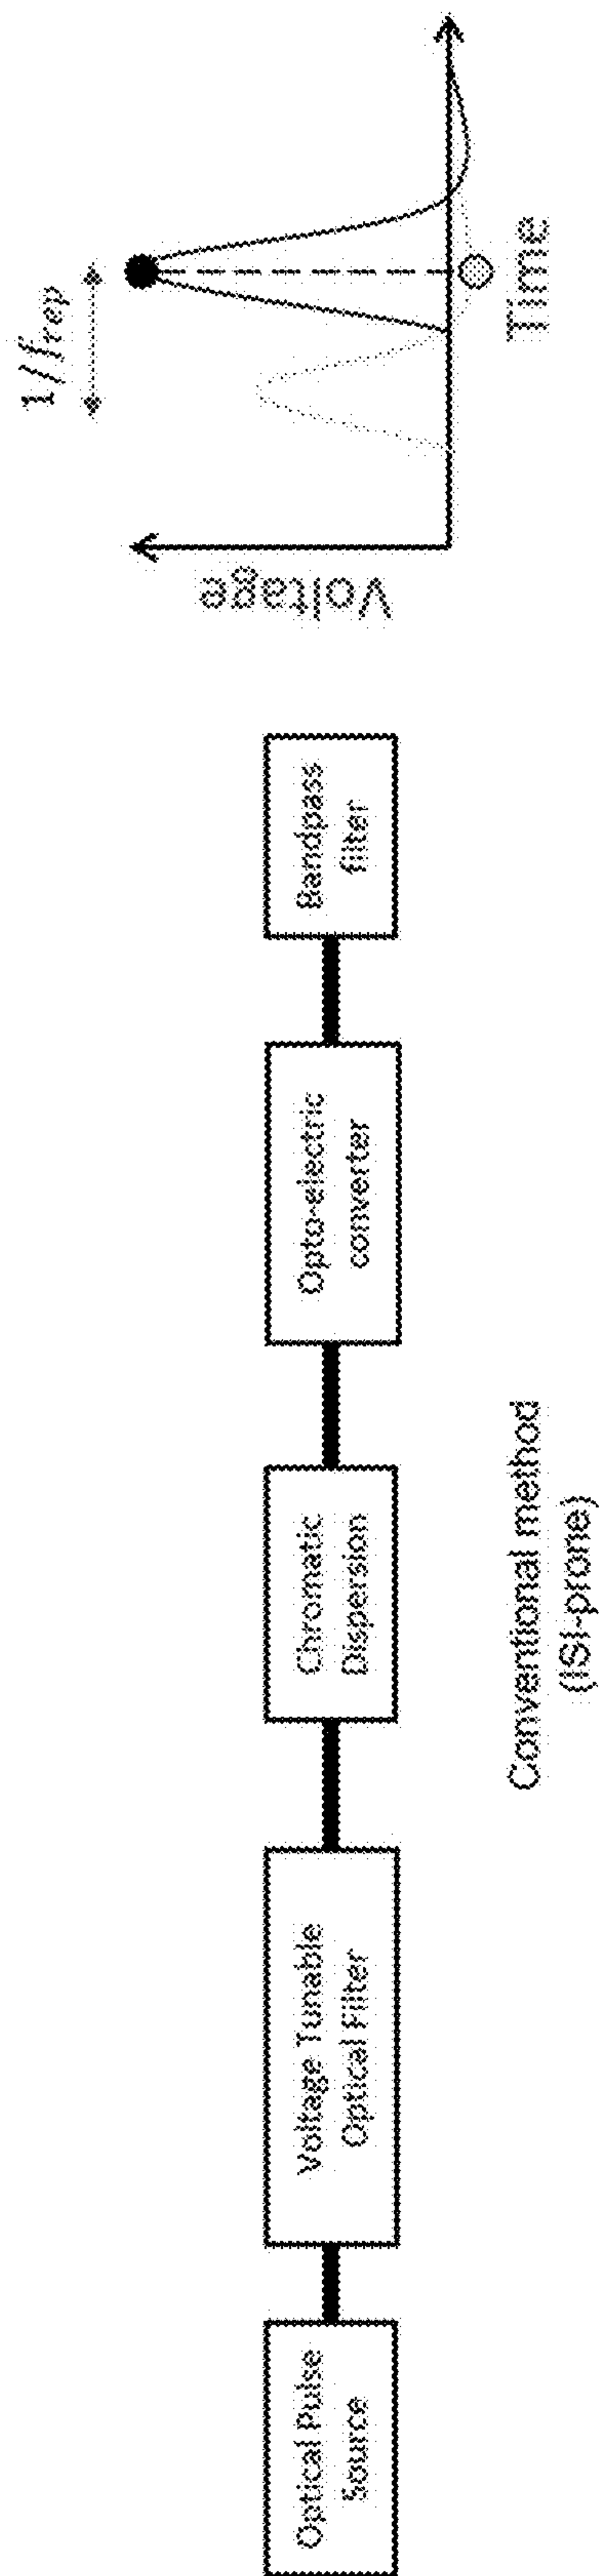 Optical Pulse
Source
Voltage Tunable
Optical Filter
Chromatic
Dispersion
Opto-electric
converter
Bandpass
filter
Conventional method
(ISI-prone)
Voltage
1/f_rep
Time